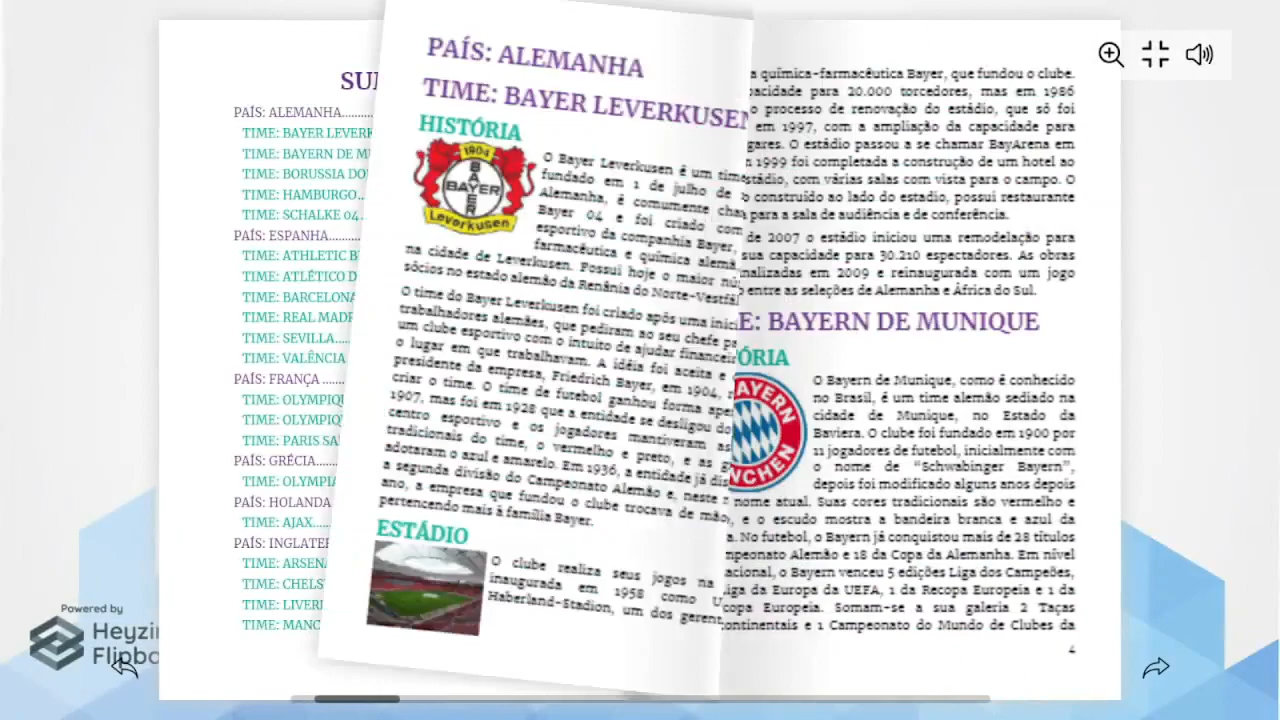 SU
PAÍS: ALEMANHA..........
TIME: BAYER LEVERK
TIME: BAYERN DE M
TIME: BORUSSIA DO
TIME: HAMBURGO..
TIME: SCHALKE 04..
PAÍS: ESPANHA..........
TIME: ATHLETIC B
TIME: ATLÉTICO D
TIME: BARCELONA
TIME: REAL MADR
TIME: SEVILLA.....
TIME: VALÊNCIA
PAÍS: FRANÇA ......
TIME: OLYMPIQU
TIME: OLYMPIQ
TIME: PARIS SA
PAÍS: GRÉCIA......
TIME: OLYMPIA
PAÍS: HOLANDA
TIME: AJAX.....
PAÍS: INGLATER
TIME: ARSENA
TIME: CHELS
TIME: LIVER
TIME: MANC
PAÍS: ALEMANHA
TIME: BAYER LEVERKUSEN
HISTÓRIA
1904
BAYER
BAYER
Leverkusen
O Bayer Leverkusen é um time
fundado em 1 de julho de
Alemanha, é comumente cha
Bayer 04 e foi criado com
esportivo da companhia Bayer,
farmacêutica e química alemã
na cidade de Leverkusen. Possui hoje o maior nú
sócios no estado alemão da Renânia do Norte-Vestfá
O time do Bayer Leverkusen foi criado após uma inici
trabalhadores alemães, que pediram ao seu chefe pa
um clube esportivo com o intuito de ajudar financeir
o lugar em que trabalhavam. A idéia foi aceita e
presidente da empresa, Friedrich Bayer, em 1904,
criar o time. O time de futebol ganhou forma ape
1907, mas foi em 1928 que a entidade se desligou do
centro esportivo e os jogadores mantiveram as
tradicionais do time, o vermelho e preto, e as g
adotaram o azul e amarelo. Em 1936, a entidade já dis
a segunda divisão do Campeonato Alemão e, neste
ano, a empresa que fundou o clube trocava de mão,
pertencendo mais à família Bayer.
ESTÁDIO
O clube realiza seus jogos na
inaugurada em 1958 como U
Haberland-Stadion, um dos geren
a química-farmacêutica Bayer, que fundou o clube.
pacidade para 20.000 torcedores, mas em 1986
o processo de renovação do estádio, que só foi
em 1997, com a ampliação da capacidade para
gares. O estádio passou a se chamar BayArena em
1999 foi completada a construção de um hotel ao
stádio, com várias salas com vista para o campo. O
o construído ao lado do estadio, possui restaurante
para a sala de audiência e de conferência.
de 2007 o estádio iniciou uma remodelação para
sua capacidade para 30.210 espectadores. As obras
nalizadas em 2009 e reinaugurada com um jogo
o entre as seleções de Alemanha e África do Sul.
E: BAYERN DE MUNIQUE
ÓRIA
AYERN
NCHEN
O Bayern de Munique, como é conhecido
no Brasil, é um time alemão sediado na
cidade de Munique, no Estado da
Baviera. O clube foi fundado em 1900 por
11 jogadores de futebol, inicialmente com
o nome de “Schwabinger Bayern”,
depois foi modificado alguns anos depois
nome atual. Suas cores tradicionais são vermelho e
, e o escudo mostra a bandeira branca e azul da
a. No futebol, o Bayern já conquistou mais de 28 títulos
mpeonato Alemão e 18 da Copa da Alemanha. Em nível
acional, o Bayern venceu 5 edições Liga dos Campeões,
iga da Europa da UEFA, 1 da Recopa Europeia e 1 da
copa Europeia. Somam-se a sua galeria 2 Taças
ontinentais e 1 Campeonato do Mundo de Clubes da
4
Powered by
Heyzin
Flipbo